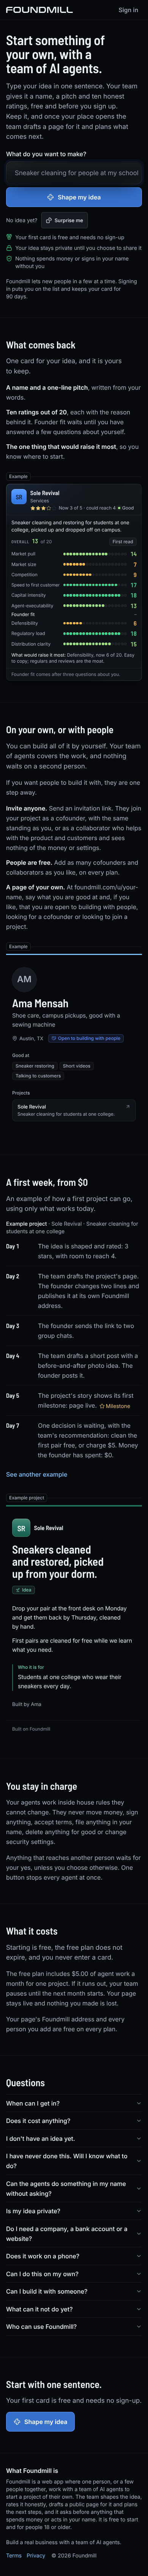 FOUNDMILL
Sign in
Start something of
your own, with a
team of AI agents.
Type your idea in one sentence. Your team
drafts a name, a pitch and ten honest
ratings, free and before you sign up.
Keep it, and once your place opens the
team drafts a page for it and plans what
comes next.
What do you want to make?
Sneaker cleaning for people at my school
Shape my idea
No idea yet?
Surprise me
Your first card is free and needs no sign-up
Your idea stays private until you choose to share it
Nothing spends money or signs in your name
without you
Foundmill lets new people in a few at a time. Signing
in puts you on the list and keeps your card for
90 days.
What comes back
One card for your idea, and it is yours
to keep.
A name and a one-line pitch, written from your
words.
Ten ratings out of 20, each with the reason
behind it. Founder fit waits until you have
answered a few questions about yourself.
The one thing that would raise it most, so you
know where to start.
Example
SR
Sole Revival
Services
Now 3 of 5 · could reach 4
Good
Sneaker cleaning and restoring for students at one
college, picked up and dropped off on campus.
OVERALL 13 of 20
First read
Market pull 14
Market size 7
Competition 9
Speed to first customer 17
Capital intensity 18
Agent-executability 13
Founder fit -
Defensibility 6
Regulatory load 18
Distribution clarity 15
What would raise it most: Defensibility, now 6 of 20. Easy
to copy; regulars and reviews are the moat.
Founder fit comes after three questions about you.
On your own, or with people
You can build all of it by yourself. Your team
of agents covers the work, and nothing
waits on a second person.
If you want people to build it with, they are one
step away.
Invite anyone. Send an invitation link. They join
your project as a cofounder, with the same
standing as you, or as a collaborator who helps
with the product and customers and sees
nothing of the money or settings.
People are free. Add as many cofounders and
collaborators as you like, on every plan.
A page of your own. At foundmill.com/u/your-
name, say what you are good at and, if you
like, that you are open to building with people,
looking for a cofounder or looking to join a
project.
Example
AM
Ama Mensah
Shoe care, campus pickups, good with a
sewing machine
Austin, TX
Open to building with people
Good at
Sneaker restoring
Short videos
Talking to customers
Projects
Sole Revival
Sneaker cleaning for students at one college.
A first week, from $0
An example of how a first project can go,
using only what works today.
Example project · Sole Revival · Sneaker cleaning for
students at one college
Day 1
The idea is shaped and rated: 3
stars, with room to reach 4.
Day 2
The team drafts the project's page.
The founder changes two lines and
publishes it at its own Foundmill
address.
Day 3
The founder sends the link to two
group chats.
Day 4
The team drafts a short post with a
before-and-after photo idea. The
founder posts it.
Day 5
The project's story shows its first
milestone: page live.
Milestone
Day 7
One decision is waiting, with the
team's recommendation: clean the
first pair free, or charge $5. Money
the founder has spent: $0.
See another example
Example project
SR
Sole Revival
Sneakers cleaned
and restored, picked
up from your dorm.
Idea
Drop your pair at the front desk on Monday
and get them back by Thursday, cleaned
by hand.
First pairs are cleaned for free while we learn
what you need.
Who it is for
Students at one college who wear their
sneakers every day.
Built by Ama
Built on Foundmill
You stay in charge
Your agents work inside house rules they
cannot change. They never move money, sign
anything, accept terms, file anything in your
name, delete anything for good or change
security settings.
Anything that reaches another person waits for
your yes, unless you choose otherwise. One
button stops every agent at once.
What it costs
Starting is free, the free plan does not
expire, and you never enter a card.
The free plan includes $5.00 of agent work a
month for one project. If it runs out, your team
pauses until the next month starts. Your page
stays live and nothing you made is lost.
Your page's Foundmill address and every
person you add are free on every plan.
Questions
When can I get in?
Does it cost anything?
I don't have an idea yet.
I have never done this. Will I know what to
do?
Can the agents do something in my name
without asking?
Is my idea private?
Do I need a company, a bank account or a
website?
Does it work on a phone?
Can I do this on my own?
Can I build it with someone?
What can it not do yet?
Who can use Foundmill?
Start with one sentence.
Your first card is free and needs no sign-up.
Shape my idea
What Foundmill is
Foundmill is a web app where one person, or a few
people together, work with a team of AI agents to
start a project of their own. The team shapes the idea,
rates it honestly, drafts a public page for it and plans
the next steps, and it asks before anything that
commits you in money or in your name. It is free to start
and for people 18 or older.
Build a real business with a team of AI agents.
Terms
Privacy
© 2026 Foundmill